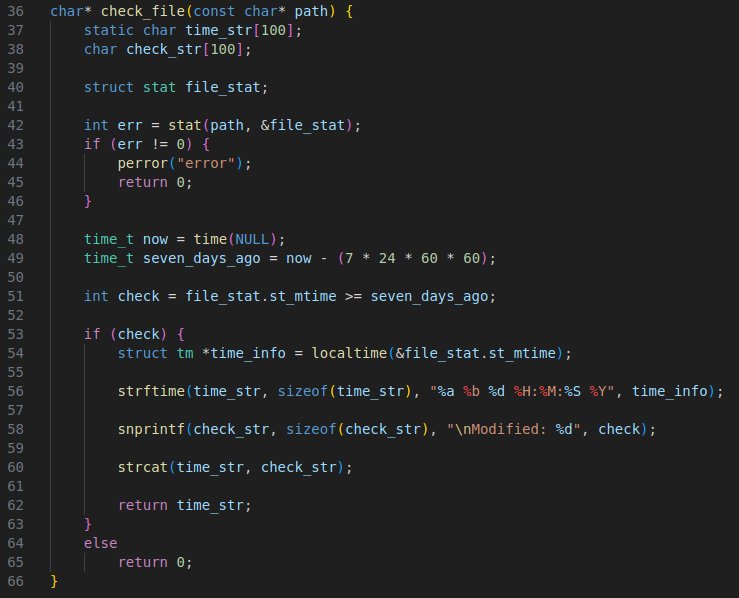 36 char* check_file(const char* path) {
37     static char time_str[100];
38     char check_str[100];
39
40     struct stat file_stat;
41
42     int err = stat(path, &file_stat);
43     if (err != 0) {
44         perror("error");
45         return 0;
46     }
47
48     time_t now = time(NULL);
49     time_t seven_days_ago = now - (7 * 24 * 60 * 60);
50
51     int check = file_stat.st_mtime >= seven_days_ago;
52
53     if (check) {
54         struct tm *time_info = localtime(&file_stat.st_mtime);
55
56         strftime(time_str, sizeof(time_str), "%a %b %d %H:%M:%S %Y", time_info);
57
58         snprintf(check_str, sizeof(check_str), "\nModified: %d", check);
59
60         strcat(time_str, check_str);
61
62         return time_str;
63     }
64     else
65         return 0;
66 }